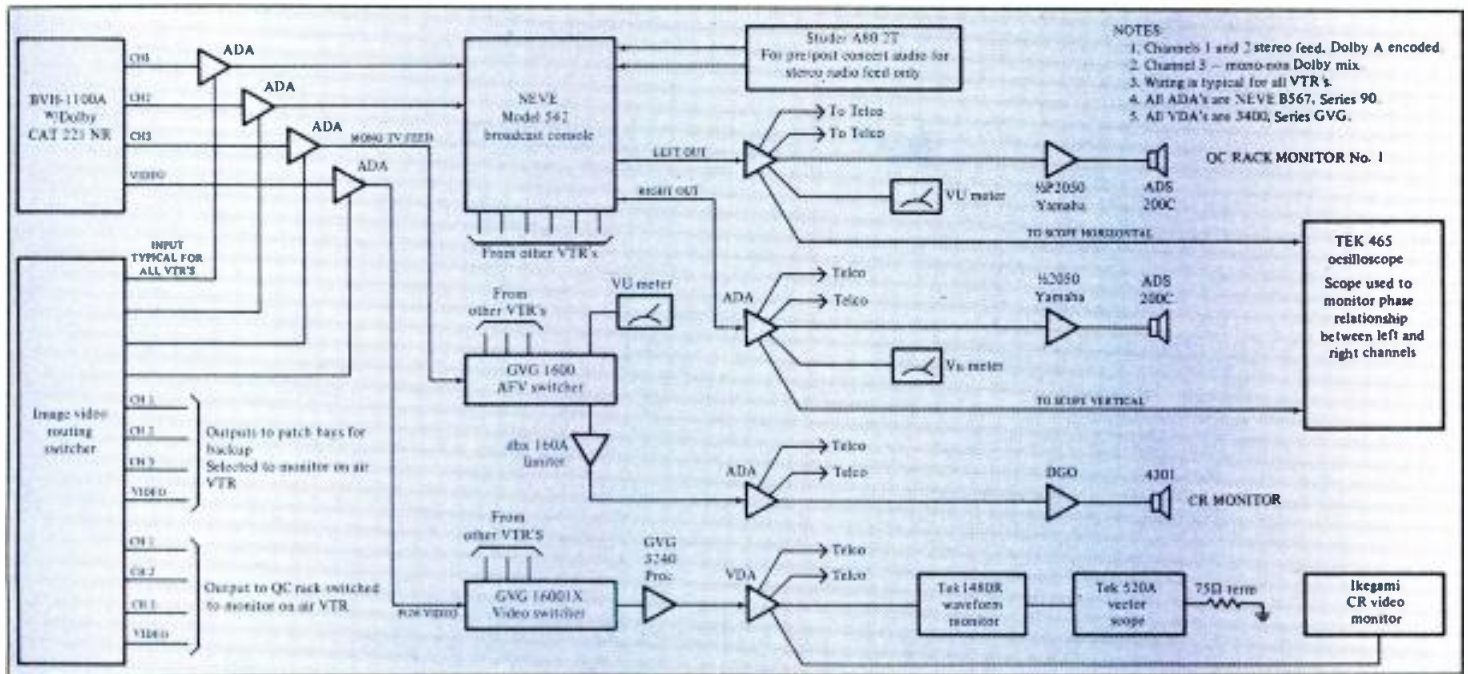 BVH-1100A
W/Dolby
CAT 221 NR
CH1
CH2
CH3
VIDEO
ADA
ADA
ADA
ADA
MONO TV FEED
INPUT
TYPICAL FOR
ALL VTR'S
Image video
routing
switcher
CH 1
CH 2
CH 3
VIDEO
Outputs to patch bays for
backup
Selected to monitor on air
VTR
CH 1
CH 2
CH 3
VIDEO
Output to QC rack switched
to monitor on air VTR
NEVE
Model 542
broadcast console
From other VTR's
Studer A80 2T
For pre/post concert audio for
stereo radio feed only
LEFT OUT
RIGHT OUT
To Telco
To Telco
VU meter
½P2050
Yamaha
ADS
200C
QC RACK MONITOR No. 1
TO SCOPE HORIZONTAL
NOTES:
1. Channels 1 and 2 stereo feed. Dolby A encoded
2. Channel 3 – mono-non Dolby mix.
3. Wiring is typical for all VTR's.
4. All ADA's are NEVE B567, Series 90.
5. All VDA's are 3400, Series GVG.
TEK 465
ocsilloscope
Scope used to
monitor phase
relationship
between left and
right channels
From
other VTR's
VU meter
GVG 1600
AFV switcher
dbx 160A
limiter
ADA
Telco
Telco
½2050
Yamaha
ADS
200C
Vu meter
TO SCOPE VERTICAL
ADA
Telco
Telco
DGO
4301
CR MONITOR
From
other VTR'S
VIDEO
GVG 16001X
Video switcher
GVG
3240
Proc
VDA
Telco
Telco
Tek 1480R
waveform
monitor
Tek 520A
vector
scope
75Ω term
Ikegami
CR video
monitor